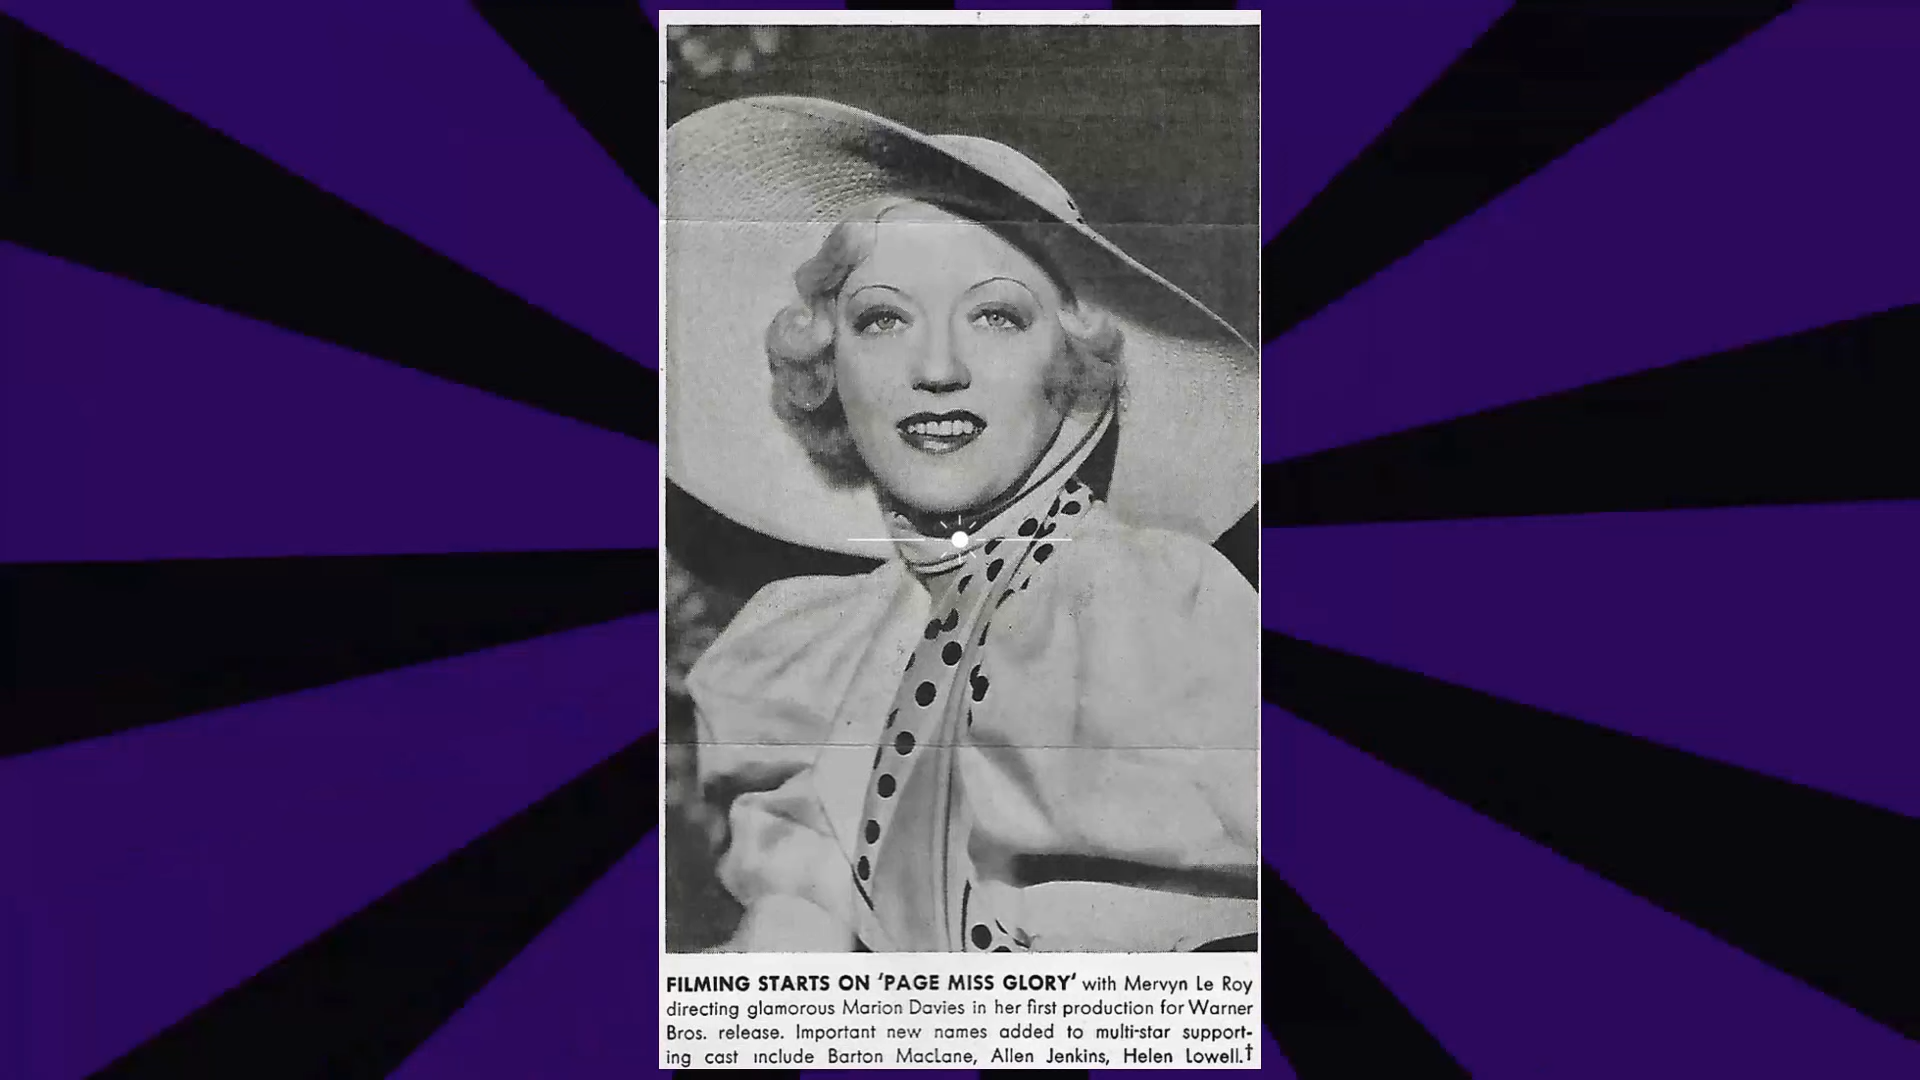 FILMING STARTS ON 'PAGE MISS GLORY' with Mervyn Le Roy
directing glamorous Marion Davies in her first production for Warner
Bros. release. Important new names added to multi-star support-
ing cast include Barton MacLane, Allen Jenkins, Helen Lowell.†